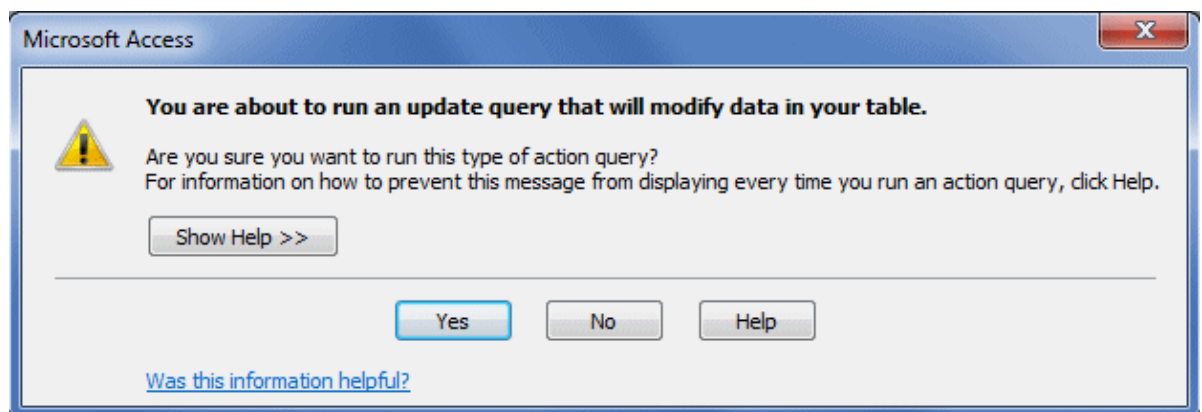 Microsoft Access
You are about to run an update query that will modify data in your table.
Are you sure you want to run this type of action query?
For information on how to prevent this message from displaying every time you run an action query, click Help.
Show Help >>
Yes No Help
Was this information helpful?